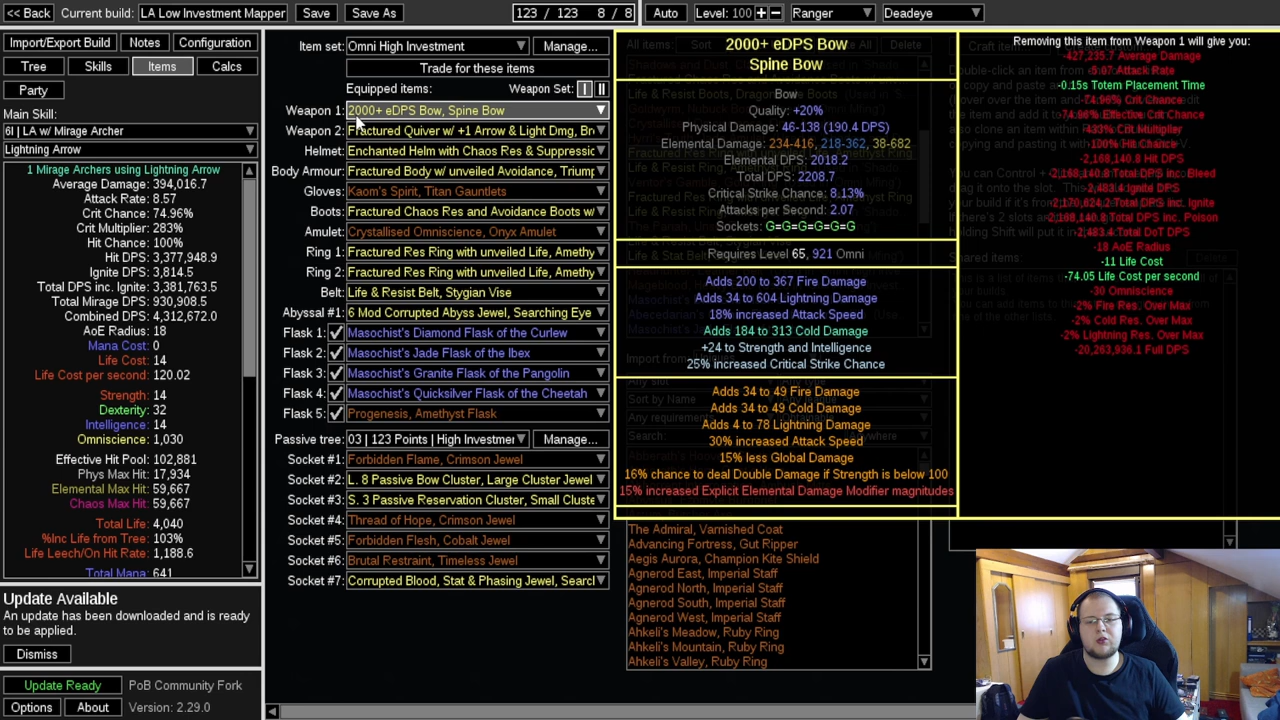 << Back
Current build:
LA Low Investment Mapper
Save
Save As
123 / 123 8 / 8
Auto
Level: 100
Ranger
Deadeye
Import/Export Build
Notes
Configuration
Tree
Skills
Items
Calcs
Party
Main Skill:
6l | LA w/ Mirage Archer
Lightning Arrow
1 Mirage Archers using Lightning Arrow
Average Damage: 394,016.7
Attack Rate: 8.57
Crit Chance: 74.96%
Crit Multiplier: 283%
Hit Chance: 100%
Hit DPS: 3,377,948.9
Ignite DPS: 3,814.5
Total DPS inc. Ignite: 3,381,763.5
Total Mirage DPS: 930,908.5
Combined DPS: 4,312,672.0
AoE Radius: 18
Mana Cost: 0
Life Cost: 14
Life Cost per second: 120.02
Strength: 14
Dexterity: 32
Intelligence: 14
Omniscience: 1,030
Effective Hit Pool: 102,881
Phys Max Hit: 17,934
Elemental Max Hit: 59,667
Chaos Max Hit: 59,667
Total Life: 4,040
%Inc Life from Tree: 103%
Life Leech/On Hit Rate: 1,188.6
Total Mana: 641
Update Available
An update has been downloaded and is ready
to be applied.
Dismiss
Update Ready
PoB Community Fork
Options
About
Version: 2.29.0
Item set:
Omni High Investment
Manage...
Trade for these items
Equipped items:
Weapon Set:
I
II
Weapon 1: 2000+ eDPS Bow, Spine Bow
Weapon 2: Fractured Quiver w/ +1 Arrow & Light Dmg, Br
Helmet: Enchanted Helm with Chaos Res & Suppressic
Body Armour: Fractured Body w/ unveiled Avoidance, Trium
Gloves: Kaom's Spirit, Titan Gauntlets
Boots: Fractured Chaos Res and Avoidance Boots w/
Amulet: Crystallised Omniscience, Onyx Amulet
Ring 1: Fractured Res Ring with unveiled Life, Amethy
Ring 2: Fractured Res Ring with unveiled Life, Amethy
Belt: Life & Resist Belt, Stygian Vise
Abyssal #1: 6 Mod Corrupted Abyss Jewel, Searching Eye
Flask 1: Masochist's Diamond Flask of the Curlew
Flask 2: Masochist's Jade Flask of the Ibex
Flask 3: Masochist's Granite Flask of the Pangolin
Flask 4: Masochist's Quicksilver Flask of the Cheetah
Flask 5: Progenesis, Amethyst Flask
Passive tree: 03 | 123 Points | High Investmer
Manage...
Socket #1: Forbidden Flame, Crimson Jewel
Socket #2: L. 8 Passive Bow Cluster, Large Cluster Jewel
Socket #3: S. 3 Passive Reservation Cluster, Small Cluste
Socket #4: Thread of Hope, Crimson Jewel
Socket #5: Forbidden Flesh, Cobalt Jewel
Socket #6: Brutal Restraint, Timeless Jewel
Socket #7: Corrupted Blood, Stat & Phasing Jewel, Searcl
2000+ eDPS Bow
Spine Bow
Bow
Quality: +20%
Physical Damage: 46-138 (190.4 DPS)
Elemental Damage: 234-416, 218-362, 38-682
Elemental DPS: 2018.2
Total DPS: 2208.7
Critical Strike Chance: 8.13%
Attacks per Second: 2.07
Sockets: G=G=G=G=G=G
Requires Level 65, 921 Omni
Adds 200 to 367 Fire Damage
Adds 34 to 604 Lightning Damage
18% increased Attack Speed
Adds 184 to 313 Cold Damage
+24 to Strength and Intelligence
25% increased Critical Strike Chance
Adds 34 to 49 Fire Damage
Adds 34 to 49 Cold Damage
Adds 4 to 78 Lightning Damage
30% increased Attack Speed
15% less Global Damage
16% chance to deal Double Damage if Strength is below 100
15% increased Explicit Elemental Damage Modifier magnitudes
The Admiral, Varnished Coat
Advancing Fortress, Gut Ripper
Aegis Aurora, Champion Kite Shield
Agnerod East, Imperial Staff
Agnerod North, Imperial Staff
Agnerod South, Imperial Staff
Agnerod West, Imperial Staff
Ahkeli's Meadow, Ruby Ring
Ahkeli's Mountain, Ruby Ring
Ahkeli's Valley, Ruby Ring
Removing this item from Weapon 1 will give you:
-427,235.7 Average Damage
-5.07 Attack Rate
-0.15s Totem Placement Time
-74.96% Crit Chance
-74.96% Effective Crit Chance
-433% Crit Multiplier
-100% Hit Chance
-2,168,140.8 Hit DPS
-2,168,140.8 Total DPS inc. Bleed
-2,483.4 Ignite DPS
-2,170,624.2 Total DPS inc. Ignite
-2,168,140.8 Total DPS inc. Poison
-2,483.4 Total DoT DPS
-18 AoE Radius
-11 Life Cost
-74.05 Life Cost per second
-30 Omniscience
-2% Fire Res. Over Max
-2% Cold Res. Over Max
-2% Lightning Res. Over Max
-20,263,936.1 Full DPS